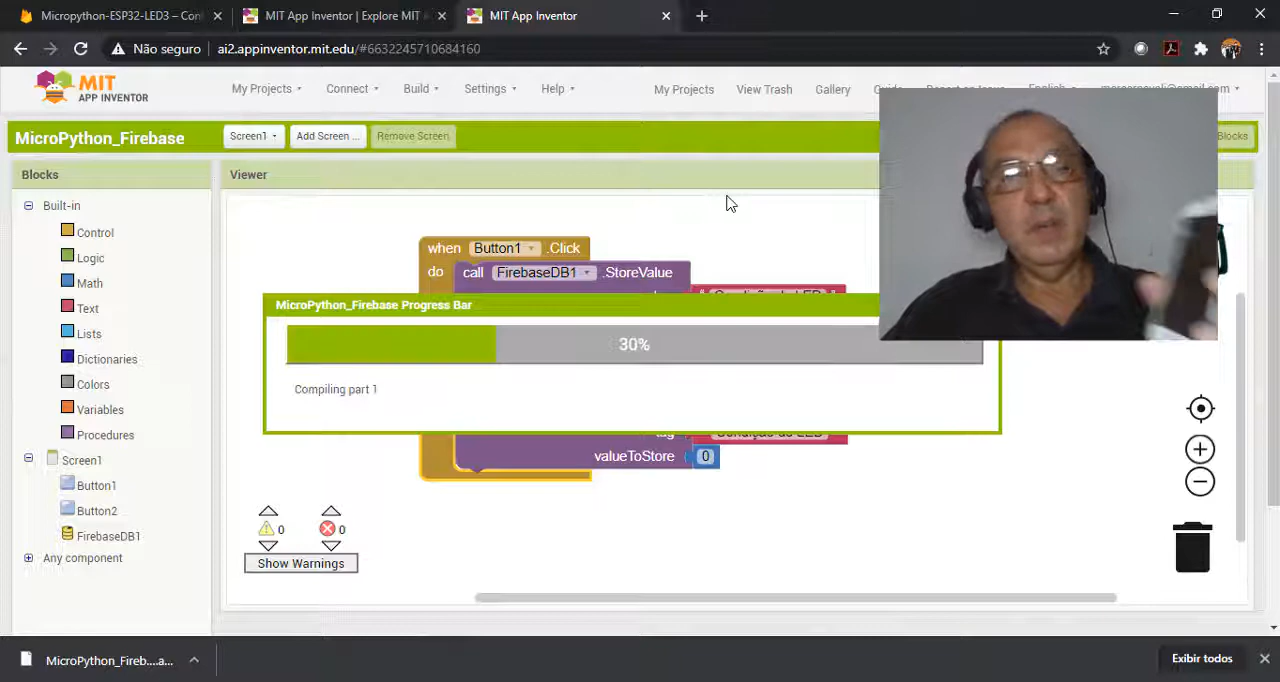 Micropython-ESP32-LED3 – Con
MIT App Inventor | Explore MIT
MIT App Inventor
Não seguro
ai2.appinventor.mit.edu/#6632245710684160
MIT
APP INVENTOR
My Projects
Connect
Build
Settings
Help
My Projects
View Trash
Gallery
MicroPython_Firebase
Screen1
Add Screen ...
Remove Screen
Blocks
Blocks
Viewer
Built-in
Control
Logic
Math
Text
Lists
Dictionaries
Colors
Variables
Procedures
Screen1
Button1
Button2
FirebaseDB1
Any component
when Button1 .Click
do call FirebaseDB1 .StoreValue
MicroPython_Firebase Progress Bar
30%
Compiling part 1
valueToStore 0
0
0
Show Warnings
MicroPython_Fireb....a...
Exibir todos